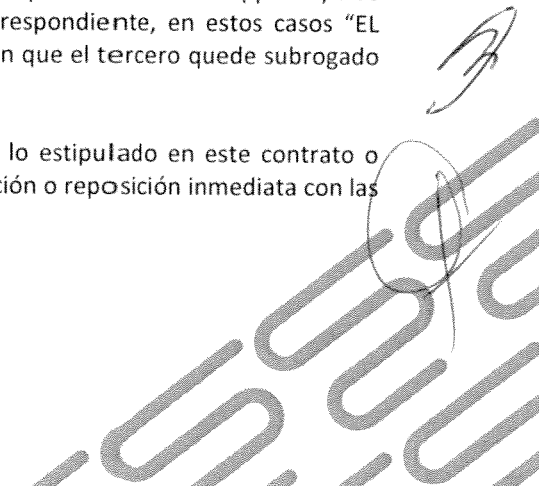 respondiente, en estos casos “EL
n que el tercero quede subrogado
lo estipulado en este contrato o
ción o reposición inmediata con las